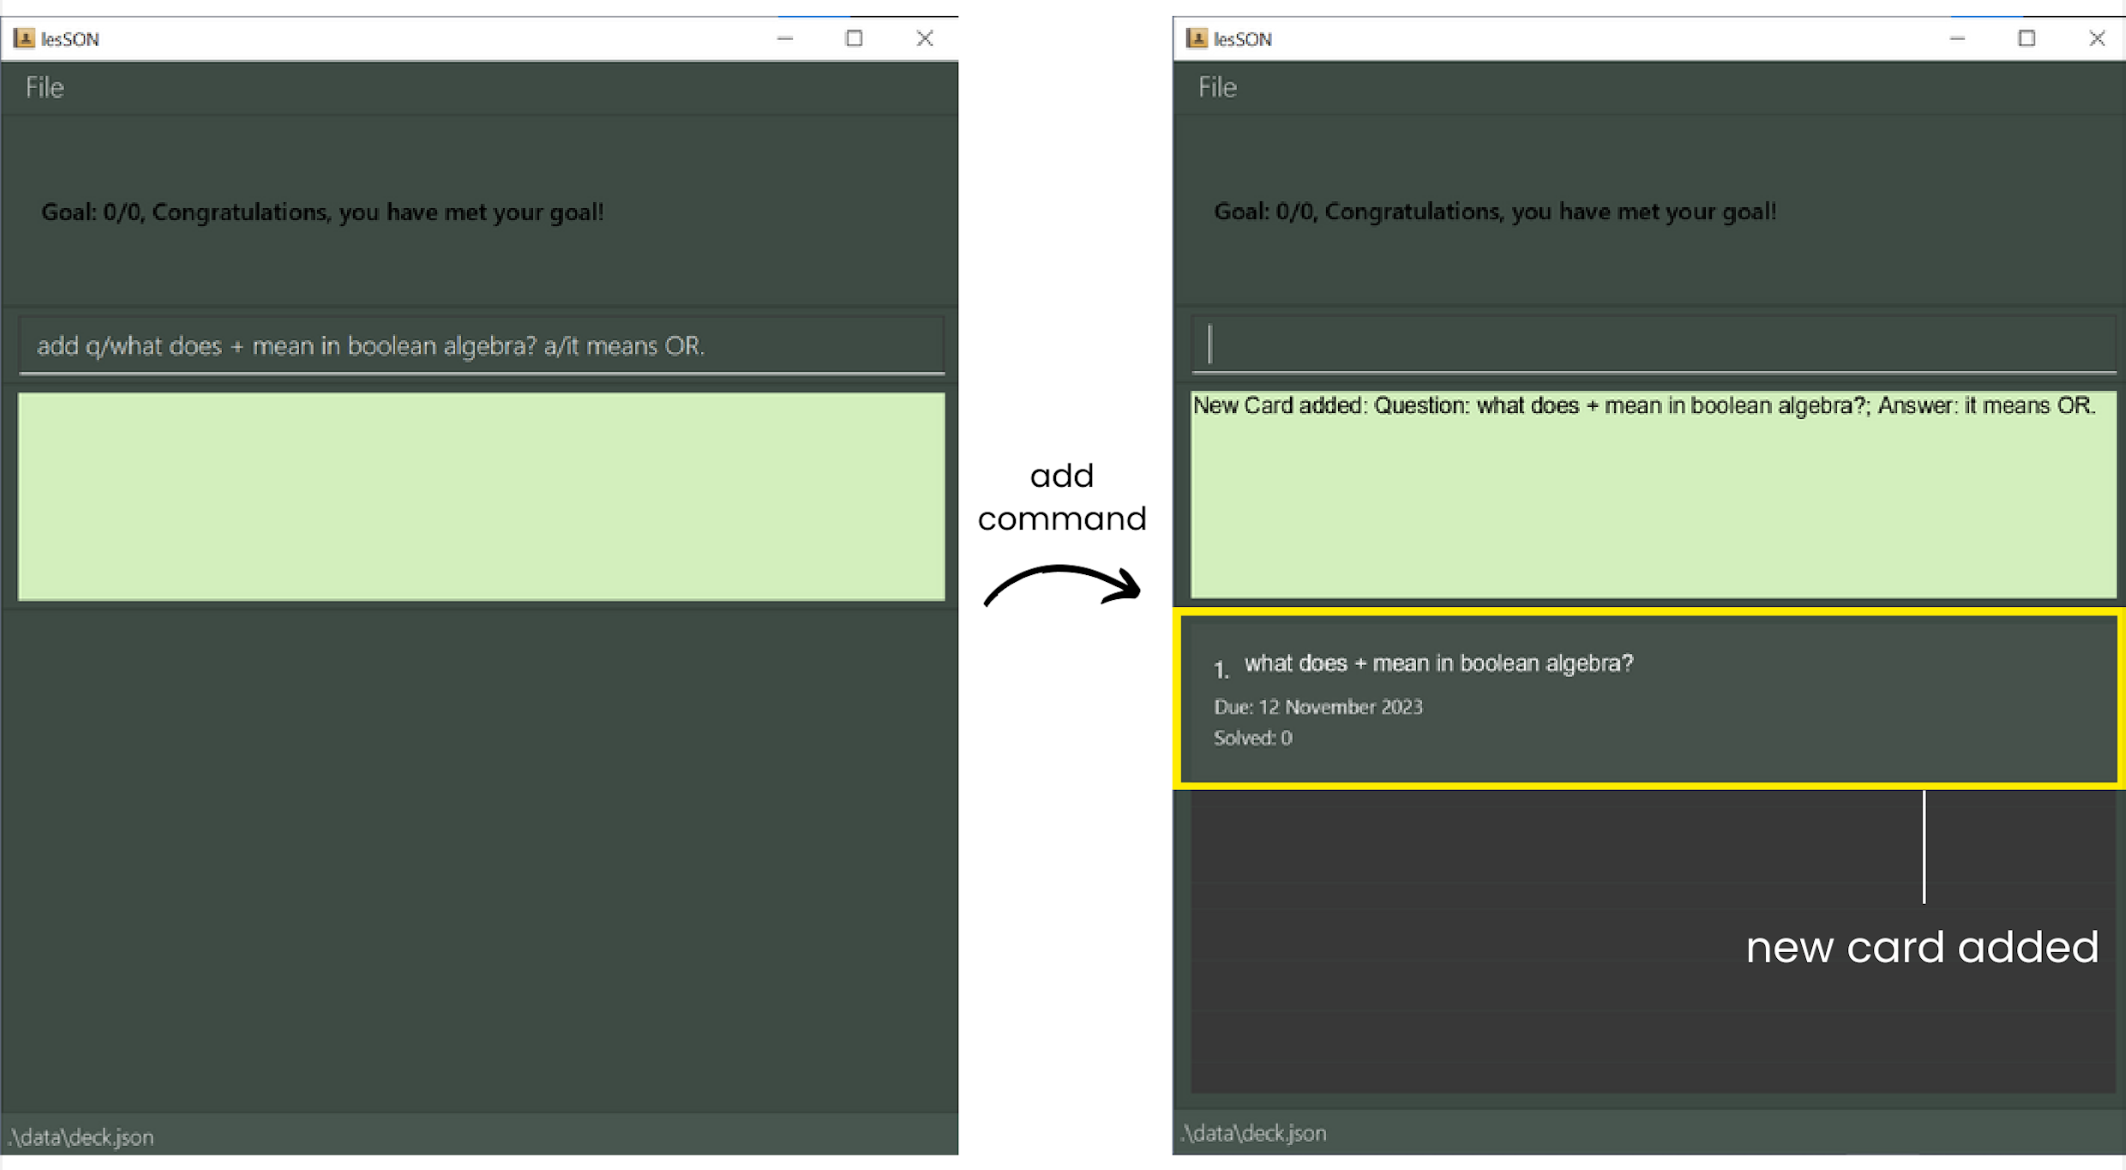 lesSON
File
Goal: 0/0, Congratulations, you have met your goal!
add q/what does + mean in boolean algebra? a/it means OR.
.\data\deck.json
add
command
lesSON
File
Goal: 0/0, Congratulations, you have met your goal!
New Card added: Question: what does + mean in boolean algebra?; Answer: it means OR.
1. what does + mean in boolean algebra?
Due: 12 November 2023
Solved: 0
new card added
.\data\deck.json